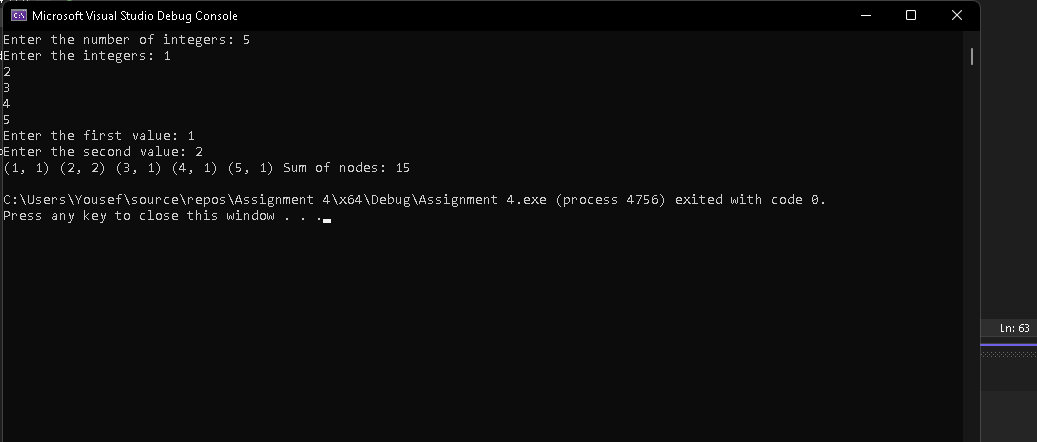 Microsoft Visual Studio Debug Console
Enter the number of integers: 5
Enter the integers: 1
2
3
4
5
Enter the first value: 1
Enter the second value: 2
(1, 1) (2, 2) (3, 1) (4, 1) (5, 1) Sum of nodes: 15
C:\Users\Yousef\source\repos\Assignment 4\x64\Debug\Assignment 4.exe (process 4756) exited with code 0.
Press any key to close this window . . .
Ln: 63